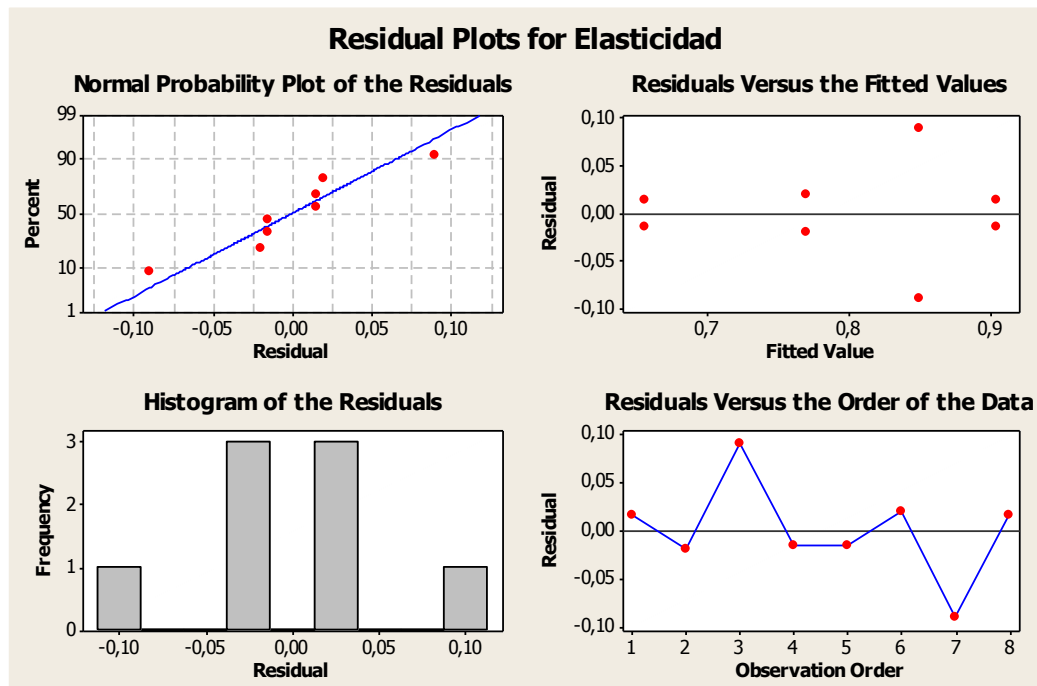 Residual Plots for Elasticidad
Normal Probability Plot of the Residuals
99
90
50
10
1
Percent
-0,10 -0,05 0,00 0,05 0,10
Residual
Residuals Versus the Fitted Values
0,10
0,05
0,00
-0,05
-0,10
Residual
0,7 0,8 0,9
Fitted Value
Histogram of the Residuals
3
2
1
0
Frequency
-0,10 -0,05 0,00 0,05 0,10
Residual
Residuals Versus the Order of the Data
0,10
0,05
0,00
-0,05
-0,10
Residual
1 2 3 4 5 6 7 8
Observation Order